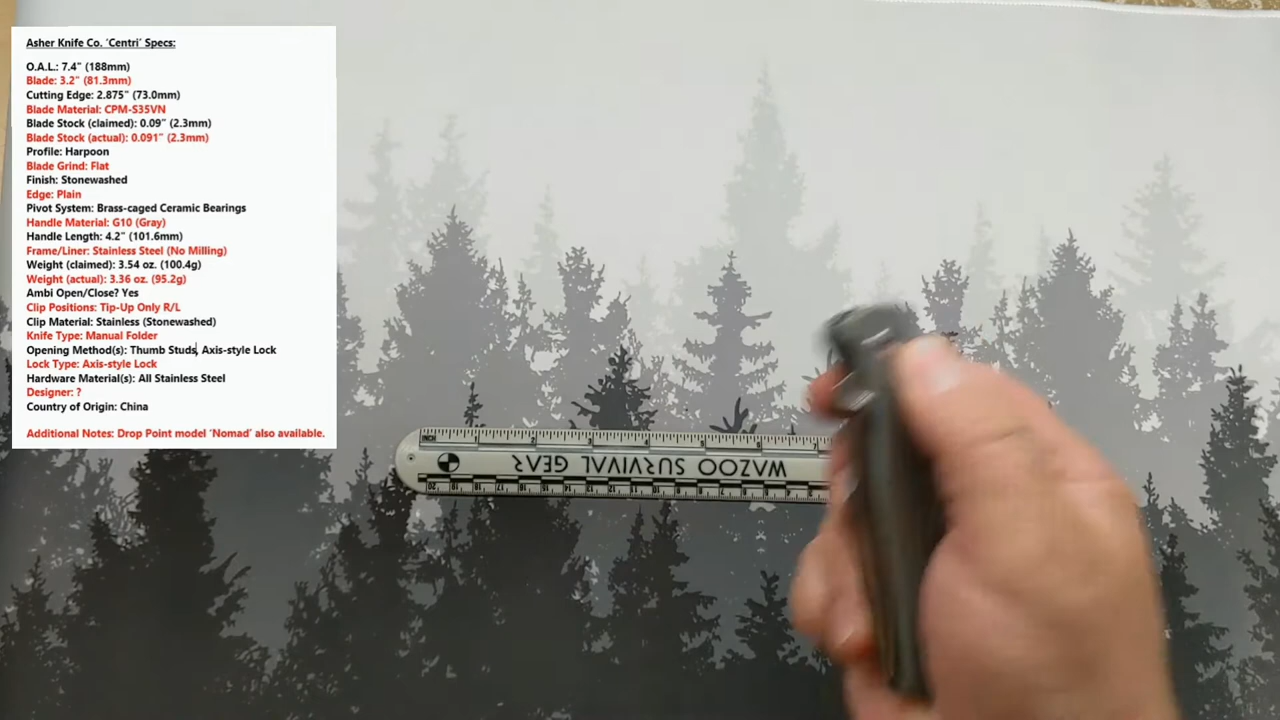 Asher Knife Co. 'Centri' Specs:
O.A.L.: 7.4" (188mm)
Blade: 3.2" (81.3mm)
Cutting Edge: 2.875" (73.0mm)
Blade Material: CPM-S35VN
Blade Stock (claimed): 0.09" (2.3mm)
Blade Stock (actual): 0.091" (2.3mm)
Profile: Harpoon
Blade Grind: Flat
Finish: Stonewashed
Edge: Plain
Pivot System: Brass-caged Ceramic Bearings
Handle Material: G10 (Gray)
Handle Length: 4.2" (101.6mm)
Frame/Liner: Stainless Steel (No Milling)
Weight (claimed): 3.54 oz. (100.4g)
Weight (actual): 3.36 oz. (95.2g)
Ambi Open/Close? Yes
Clip Positions: Tip-Up Only R/L
Clip Material: Stainless (Stonewashed)
Knife Type: Manual Folder
Opening Method(s): Thumb Studs, Axis-style Lock
Lock Type: Axis-style Lock
Hardware Material(s): All Stainless Steel
Designer: ?
Country of Origin: China
Additional Notes: Drop Point model 'Nomad' also available.
INCH
WAZOO SURVIVAL GEAR